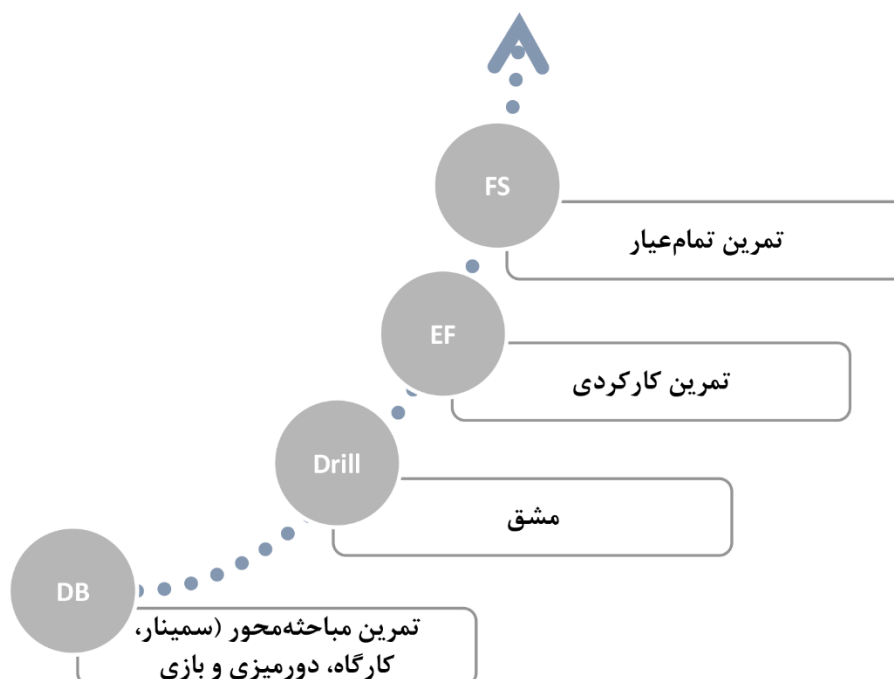 FS
تمرین تمام‌عیار
EF
تمرین کارکردی
Drill
مشق
DB
تمرین مباحثه‌محور (سمینار،
کارگاه، دورمیزی و بازی